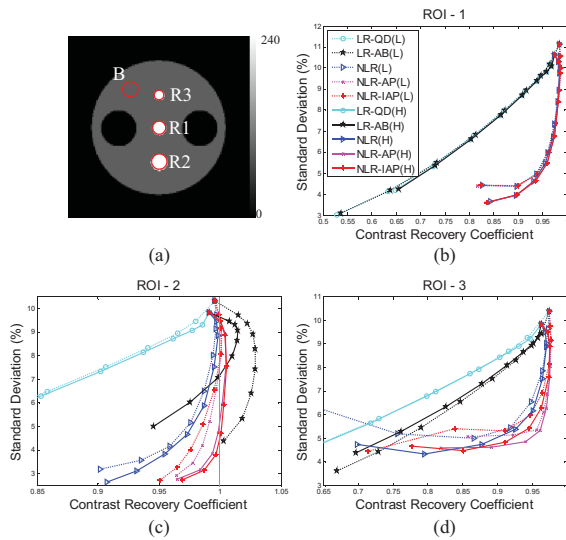 240
B
R3
R1
R2
0
(a)
ROI - 1
Standard Deviation (%)
12
11
10
9
8
7
6
5
4
3
LR-QD(L)
LR-AB(L)
NLR(L)
NLR-AP(L)
NLR-IAP(L)
LR-QD(H)
LR-AB(H)
NLR(H)
NLR-AP(H)
NLR-IAP(H)
0.5 0.55 0.6 0.65 0.7 0.75 0.8 0.85 0.9 0.95
Contrast Recovery Coefficient
(b)
ROI - 2
Standard Deviation (%)
10
9
8
7
6
5
4
3
0.85 0.9 0.95 1 1.05
Contrast Recovery Coefficient
(c)
ROI - 3
Standard Deviation (%)
11
10
9
8
7
6
5
4
3
0.65 0.7 0.75 0.8 0.85 0.9 0.95
Contrast Recovery Coefficient
(d)